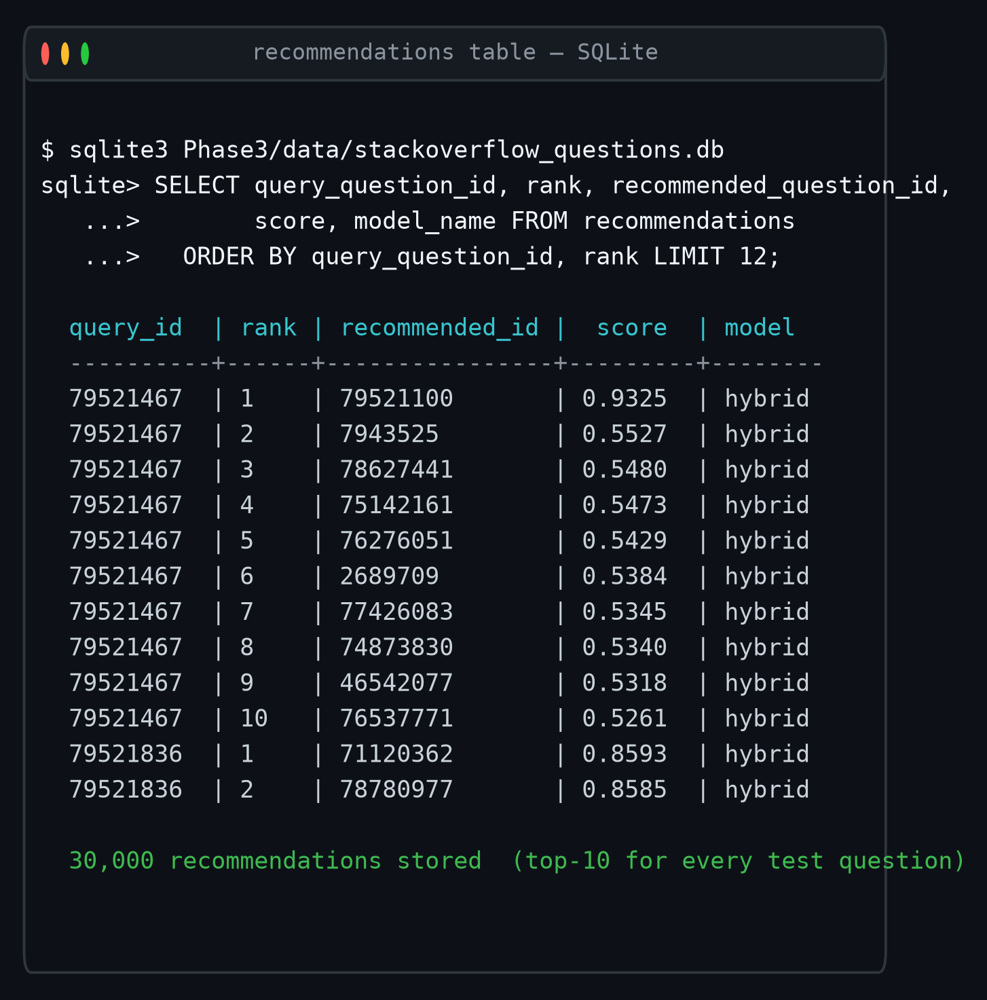 recommendations table — SQLite
$ sqlite3 Phase3/data/stackoverflow_questions.db
sqlite> SELECT query_question_id, rank, recommended_question_id,
   ...>        score, model_name FROM recommendations
   ...>   ORDER BY query_question_id, rank LIMIT 12;
  query_id  | rank | recommended_id |  score  | model
  ----------+------+----------------+---------+--------
  79521467  | 1    | 79521100       | 0.9325  | hybrid
  79521467  | 2    | 7943525        | 0.5527  | hybrid
  79521467  | 3    | 78627441       | 0.5480  | hybrid
  79521467  | 4    | 75142161       | 0.5473  | hybrid
  79521467  | 5    | 76276051       | 0.5429  | hybrid
  79521467  | 6    | 2689709        | 0.5384  | hybrid
  79521467  | 7    | 77426083       | 0.5345  | hybrid
  79521467  | 8    | 74873830       | 0.5340  | hybrid
  79521467  | 9    | 46542077       | 0.5318  | hybrid
  79521467  | 10   | 76537771       | 0.5261  | hybrid
  79521836  | 1    | 71120362       | 0.8593  | hybrid
  79521836  | 2    | 78780977       | 0.8585  | hybrid
  30,000 recommendations stored  (top-10 for every test question)